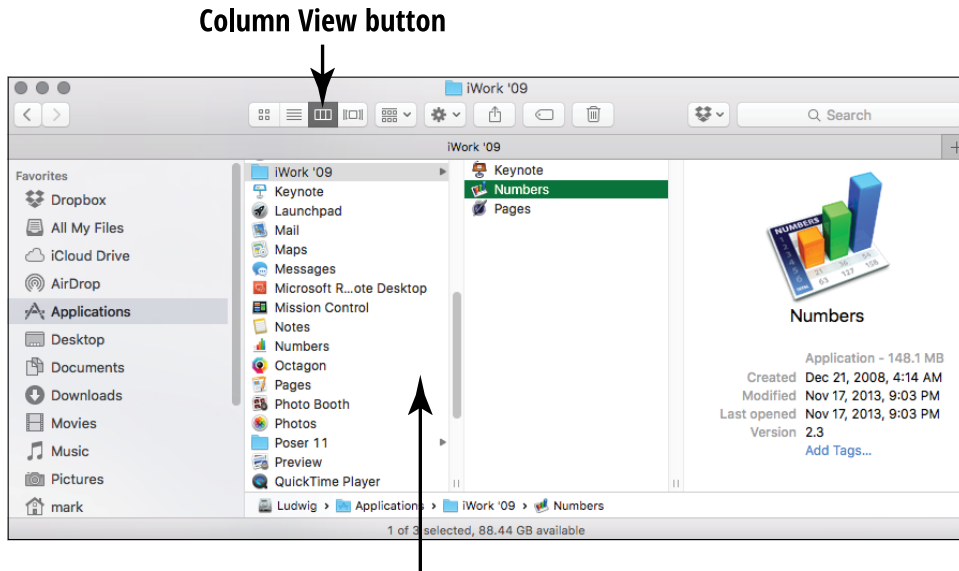 Column View button
iWork '09
Search
iWork '09
Favorites
Dropbox
All My Files
iCloud Drive
AirDrop
Applications
Desktop
Documents
Downloads
Movies
Music
Pictures
mark
iWork '09
Keynote
Launchpad
Mail
Maps
Messages
Microsoft R...ote Desktop
Mission Control
Notes
Numbers
Octagon
Pages
Photo Booth
Photos
Poser 11
Preview
QuickTime Player
Keynote
Numbers
Pages
NUMBERS
Numbers
Application - 148.1 MB
Created Dec 21, 2008, 4:14 AM
Modified Nov 17, 2013, 9:03 PM
Last opened Nov 17, 2013, 9:03 PM
Version 2.3
Add Tags...
Ludwig › Applications › iWork '09 › Numbers
1 of 3 selected, 88.44 GB available